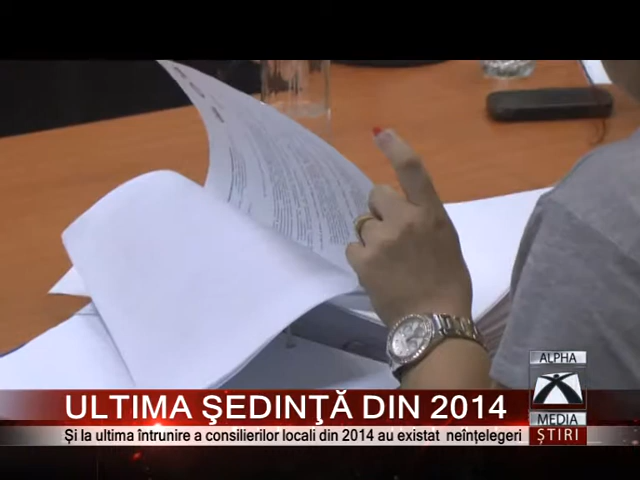 ULTIMA ŞEDINŢĂ DIN 2014
Şi la ultima întrunire a consilierilor locali din 2014 au existat neînţelegeri
ALPHA
MEDIA
ŞTIRI